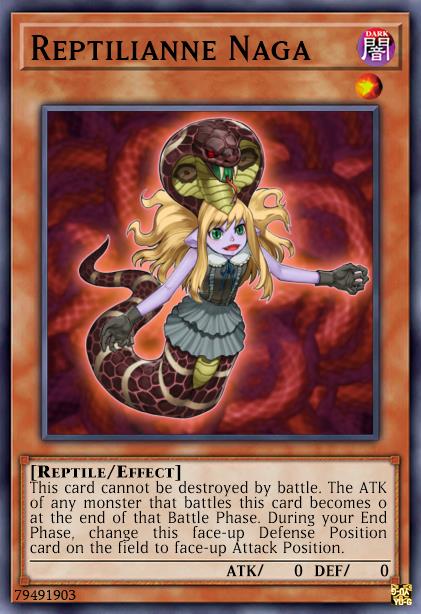 REPTILIANNE NAGA
DARK
闇
[REPTILE/EFFECT]
This card cannot be destroyed by battle. The ATK
of any monster that battles this card becomes 0
at the end of that Battle Phase. During your End
Phase, change this face-up Defense Position
card on the field to face-up Attack Position.
ATK/ 0 DEF/ 0
79491903